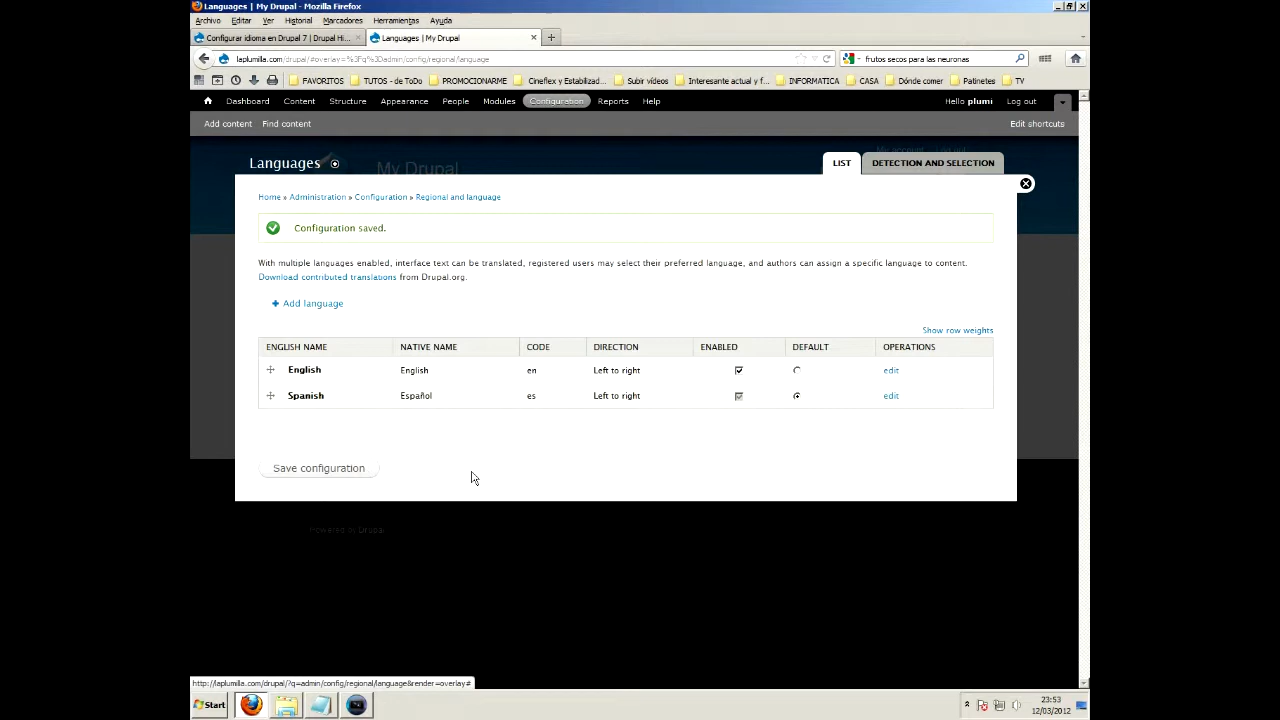 Languages | My Drupal - Mozilla Firefox
Archivo Editar Ver Historial Marcadores Herramientas Ayuda
Configurar idioma en Drupal 7 | Drupal Hi... Languages | My Drupal
laplumilla.com/drupal/#overlay=%3Fq%3Dadmin/config/regional/language frutos secos para las neuronas
FAVORITOS TUTOS - de ToDo PROMOCIONARME Cineflex y Estabilizad... Subir vídeos Interesante actual y f... INFORMATICA CASA Dónde comer Patinetes TV
Dashboard Content Structure Appearance People Modules Configuration Reports Help Hello plumi Log out
Add content Find content Edit shortcuts
My account Log out
Languages My Drupal LIST DETECTION AND SELECTION
Home » Administration » Configuration » Regional and language
Configuration saved.
With multiple languages enabled, interface text can be translated, registered users may select their preferred language, and authors can assign a specific language to content.
Download contributed translations from Drupal.org.
Add language
Show row weights
ENGLISH NAME NATIVE NAME CODE DIRECTION ENABLED DEFAULT OPERATIONS
English English en Left to right edit
Spanish Español es Left to right edit
Save configuration
Powered by Drupal
http://laplumilla.com/drupal/?q=admin/config/regional/language&render=overlay#
Start 23:53
12/03/2012